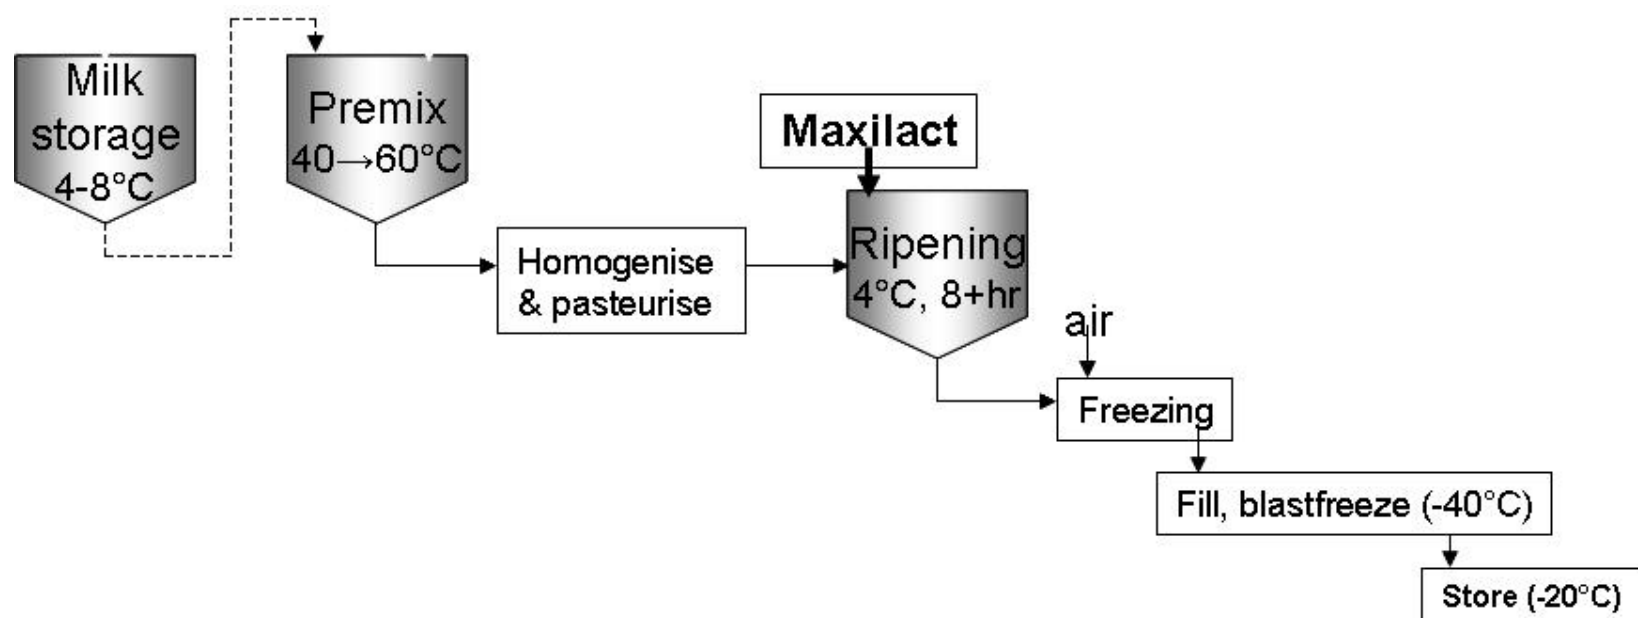 Milk
storage
4-8°C
Premix
40→60°C
Homogenise
& pasteurise
Maxilact
Ripening
4°C, 8+hr
air
Freezing
Fill, blastfreeze (-40°C)
Store (-20°C)